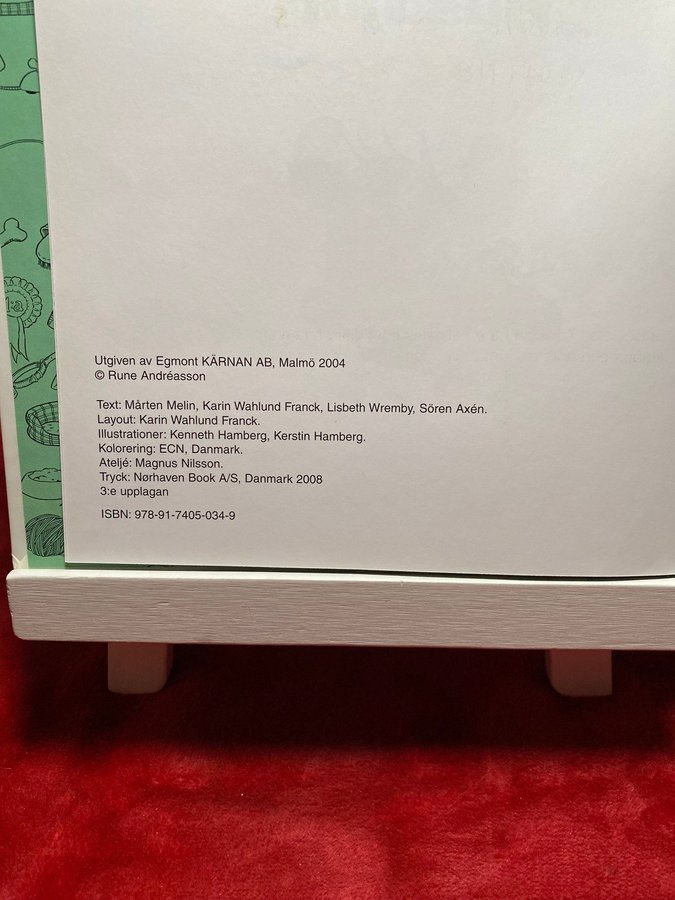 Utgiven av Egmont KÄRNAN AB, Malmö 2004
© Rune Andréasson
Text: Mårten Melin, Karin Wahlund Franck, Lisbeth Wremby, Sören Axén.
Layout: Karin Wahlund Franck.
Illustrationer: Kenneth Hamberg, Kerstin Hamberg.
Kolorering: ECN, Danmark.
Ateljé: Magnus Nilsson.
Tryck: Nørhaven Book A/S, Danmark 2008
3:e upplagan
ISBN: 978-91-7405-034-9